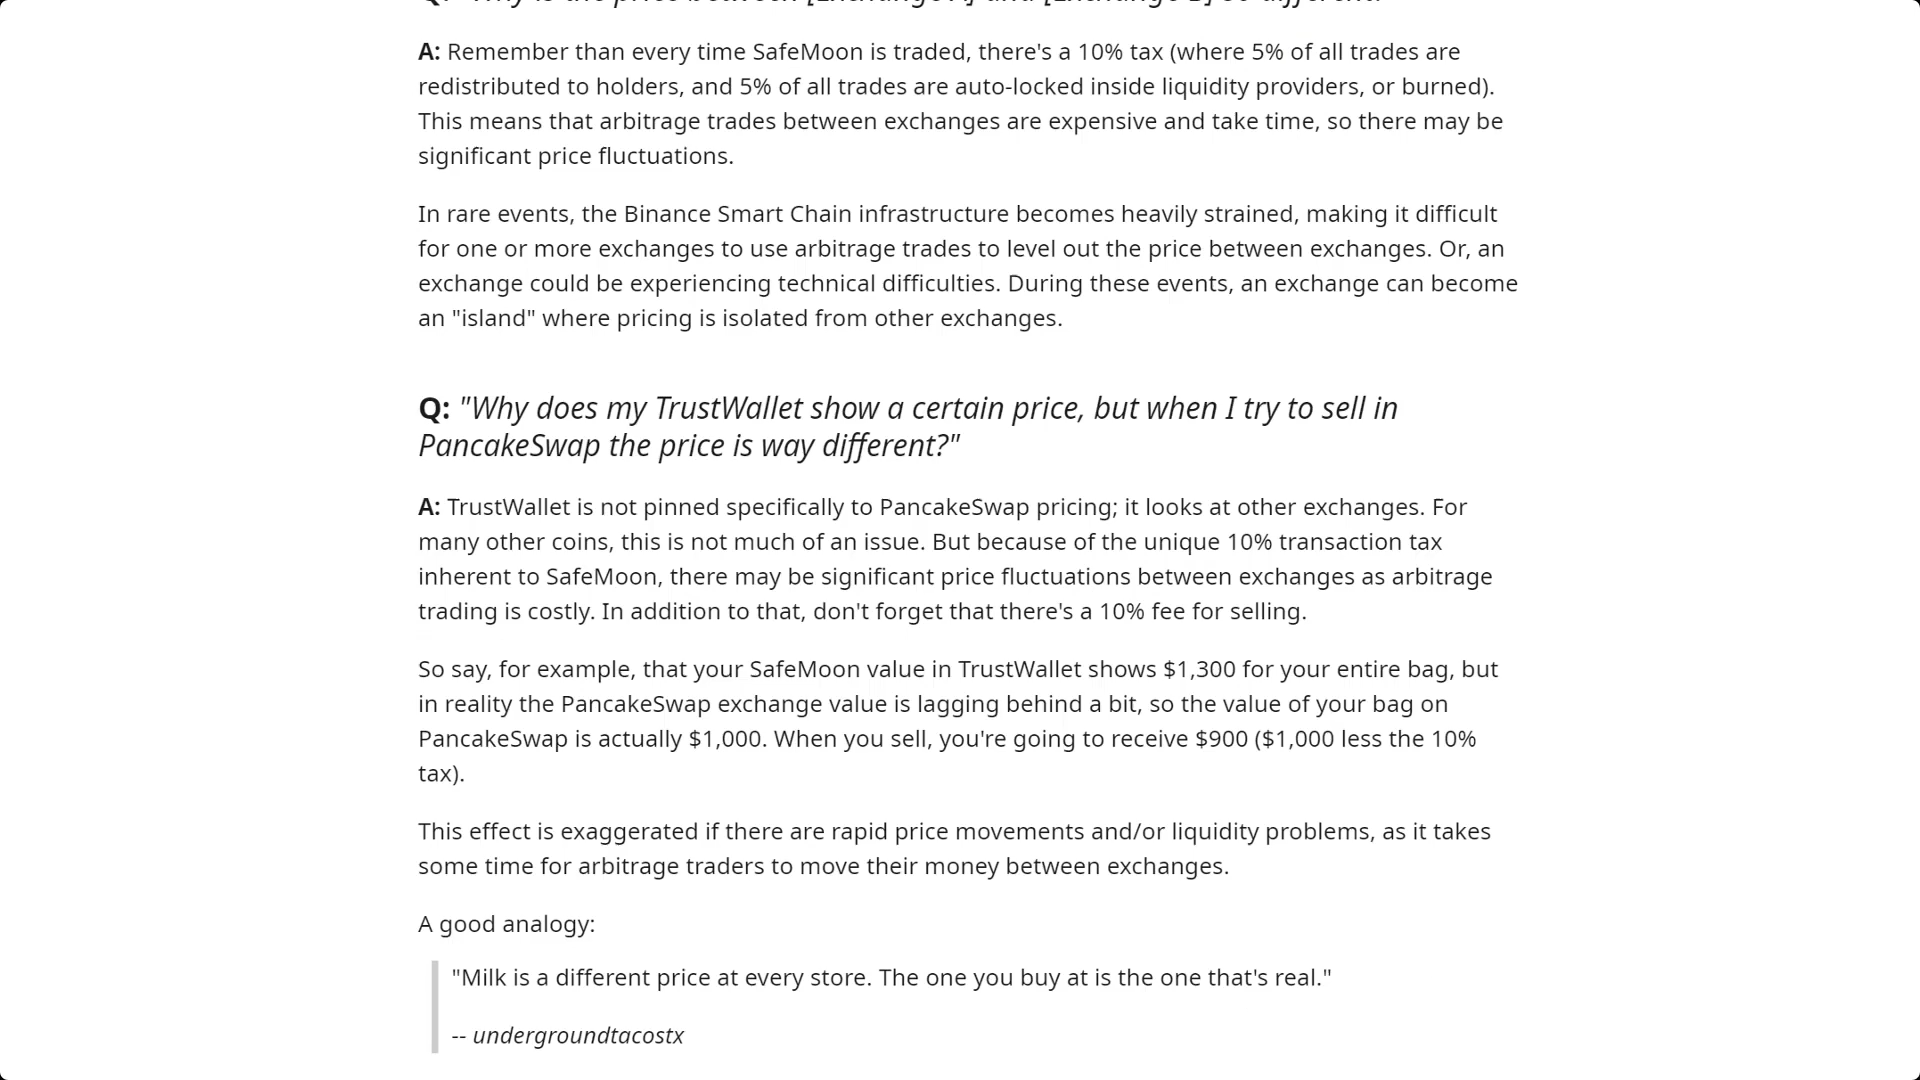 Q: "Why is the price between [Exchange A] and [Exchange B] so different?"
A: Remember than every time SafeMoon is traded, there's a 10% tax (where 5% of all trades are
redistributed to holders, and 5% of all trades are auto-locked inside liquidity providers, or burned).
This means that arbitrage trades between exchanges are expensive and take time, so there may be
significant price fluctuations.
In rare events, the Binance Smart Chain infrastructure becomes heavily strained, making it difficult
for one or more exchanges to use arbitrage trades to level out the price between exchanges. Or, an
exchange could be experiencing technical difficulties. During these events, an exchange can become
an "island" where pricing is isolated from other exchanges.
Q: "Why does my TrustWallet show a certain price, but when I try to sell in
PancakeSwap the price is way different?"
A: TrustWallet is not pinned specifically to PancakeSwap pricing; it looks at other exchanges. For
many other coins, this is not much of an issue. But because of the unique 10% transaction tax
inherent to SafeMoon, there may be significant price fluctuations between exchanges as arbitrage
trading is costly. In addition to that, don't forget that there's a 10% fee for selling.
So say, for example, that your SafeMoon value in TrustWallet shows $1,300 for your entire bag, but
in reality the PancakeSwap exchange value is lagging behind a bit, so the value of your bag on
PancakeSwap is actually $1,000. When you sell, you're going to receive $900 ($1,000 less the 10%
tax).
This effect is exaggerated if there are rapid price movements and/or liquidity problems, as it takes
some time for arbitrage traders to move their money between exchanges.
A good analogy:
"Milk is a different price at every store. The one you buy at is the one that's real."
-- undergroundtacostx